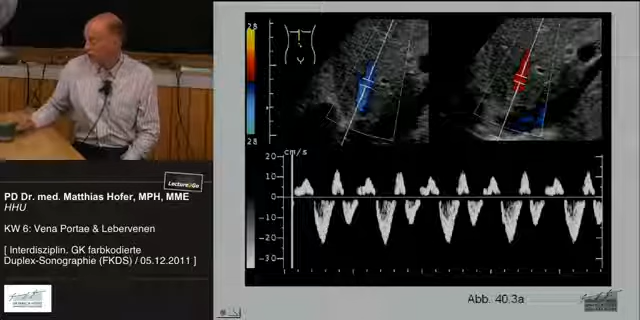 Lecture2Go
PD Dr. med. Matthias Hofer, MPH, MME
HHU
KW 6: Vena Portae & Lebervenen
[ Interdisziplin. GK farbkodierte
Duplex-Sonographie (FKDS) / 05.12.2011 ]
28
28
cm/s
20
10
0
-10
-20
-30
Abb. 40.3a